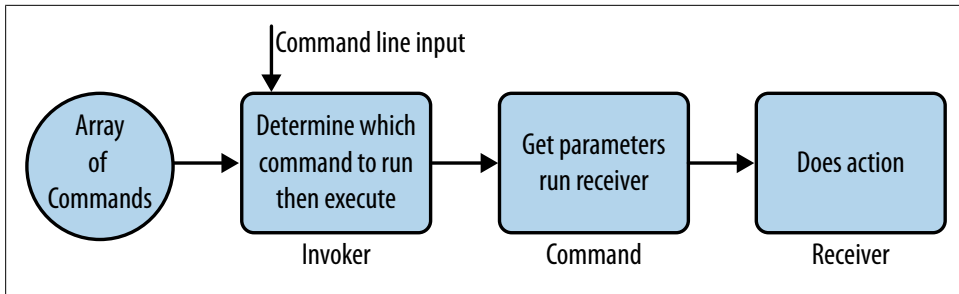 Command line input
Array
of
Commands
Determine which
command to run
then execute
Get parameters
run receiver
Does action
Invoker
Command
Receiver